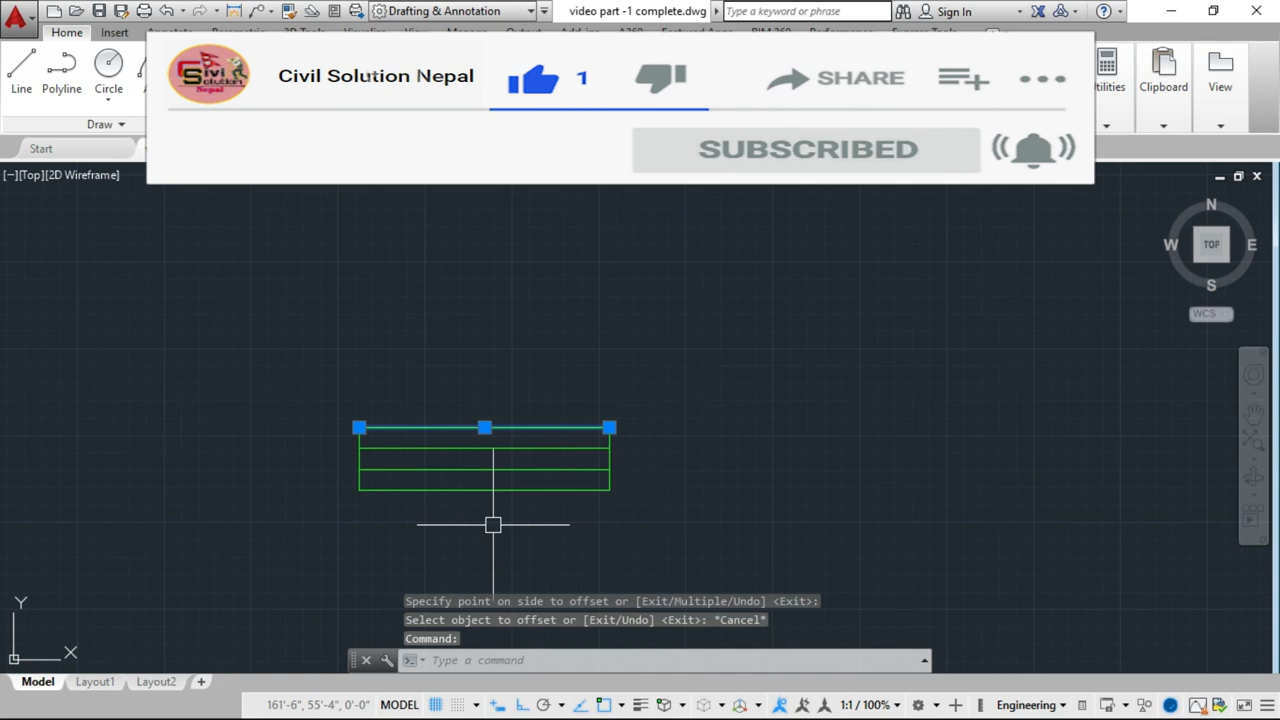 Drafting & Annotation
video part -1 complete.dwg
Type a keyword or phrase
Sign In
Home
Insert
Line
Polyline
Circle
Draw
Civil Solution Nepal
1
SHARE
SUBSCRIBED
Utilities
Clipboard
View
Start
[−][Top][2D Wireframe]
N
W
TOP
E
S
WCS
Specify point on side to offset or [Exit/Multiple/Undo] <Exit>:
Select object to offset or [Exit/Undo] <Exit>: *Cancel*
Command:
Type a command
Y
X
Model
Layout1
Layout2
161'-6", 55'-4", 0'-0"
MODEL
1:1 / 100%
Engineering